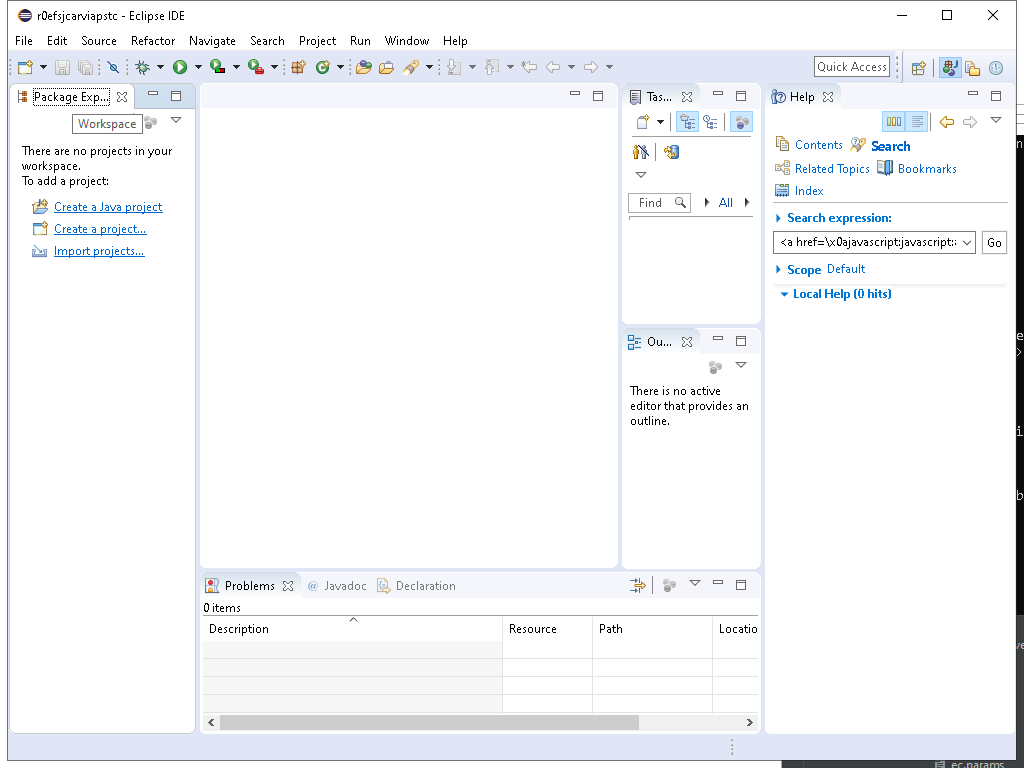 r0efsjcarviapstc - Eclipse IDE
File Edit Source Refactor Navigate Search Project Run Window Help
Quick Access
Package Exp...
Workspace
There are no projects in your
workspace.
To add a project:
Create a Java project
Create a project...
Import projects...
Tas...
Find
All
Ou...
There is no active
editor that provides an
outline.
Help
Contents Search
Related Topics Bookmarks
Index
Search expression:
<a href=\x0ajavascript:javascript:
Go
Scope Default
Local Help (0 hits)
Problems @ Javadoc Declaration
0 items
Description Resource Path Locatio
ec.params